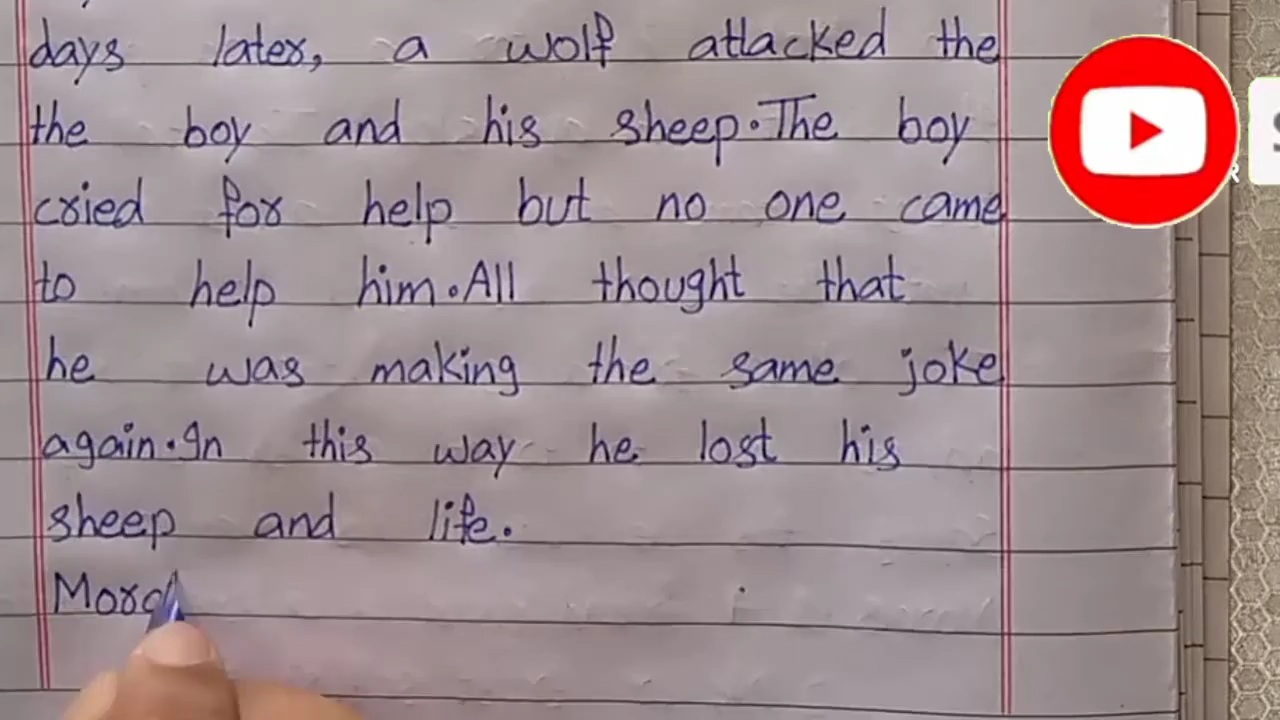 days later, a wolf attacked the
the boy and his sheep. The boy
cried for help but no one came
to help him. All thought that
he was making the same joke
again. In this way he lost his
sheep and life.
Moral